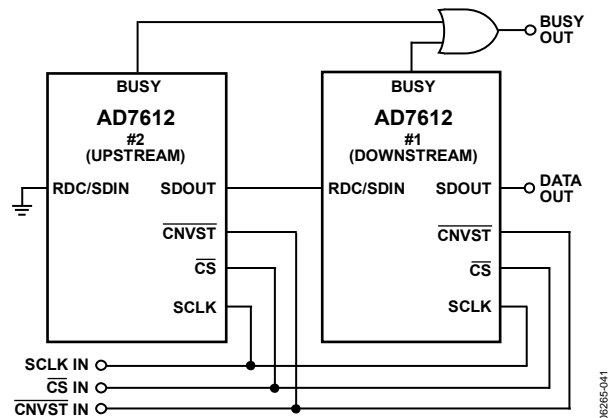 BUSY
OUT
BUSY
AD7612
#2
(UPSTREAM)
RDC/SDIN SDOUT
CNVST
CS
SCLK
BUSY
AD7612
#1
(DOWNSTREAM)
RDC/SDIN SDOUT
CNVST
CS
SCLK
DATA
OUT
SCLK IN
CS IN
CNVST IN
06265-041